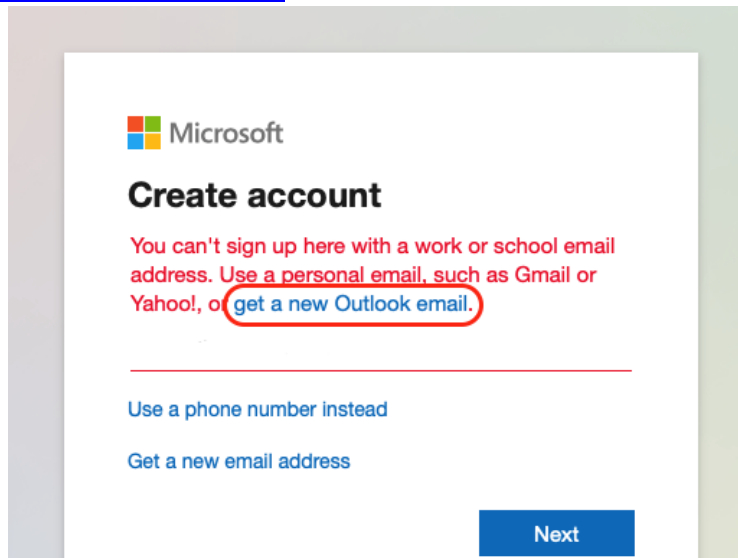 Microsoft
Create account
You can't sign up here with a work or school email
address. Use a personal email, such as Gmail or
Yahoo!, or get a new Outlook email.
Use a phone number instead
Get a new email address
Next